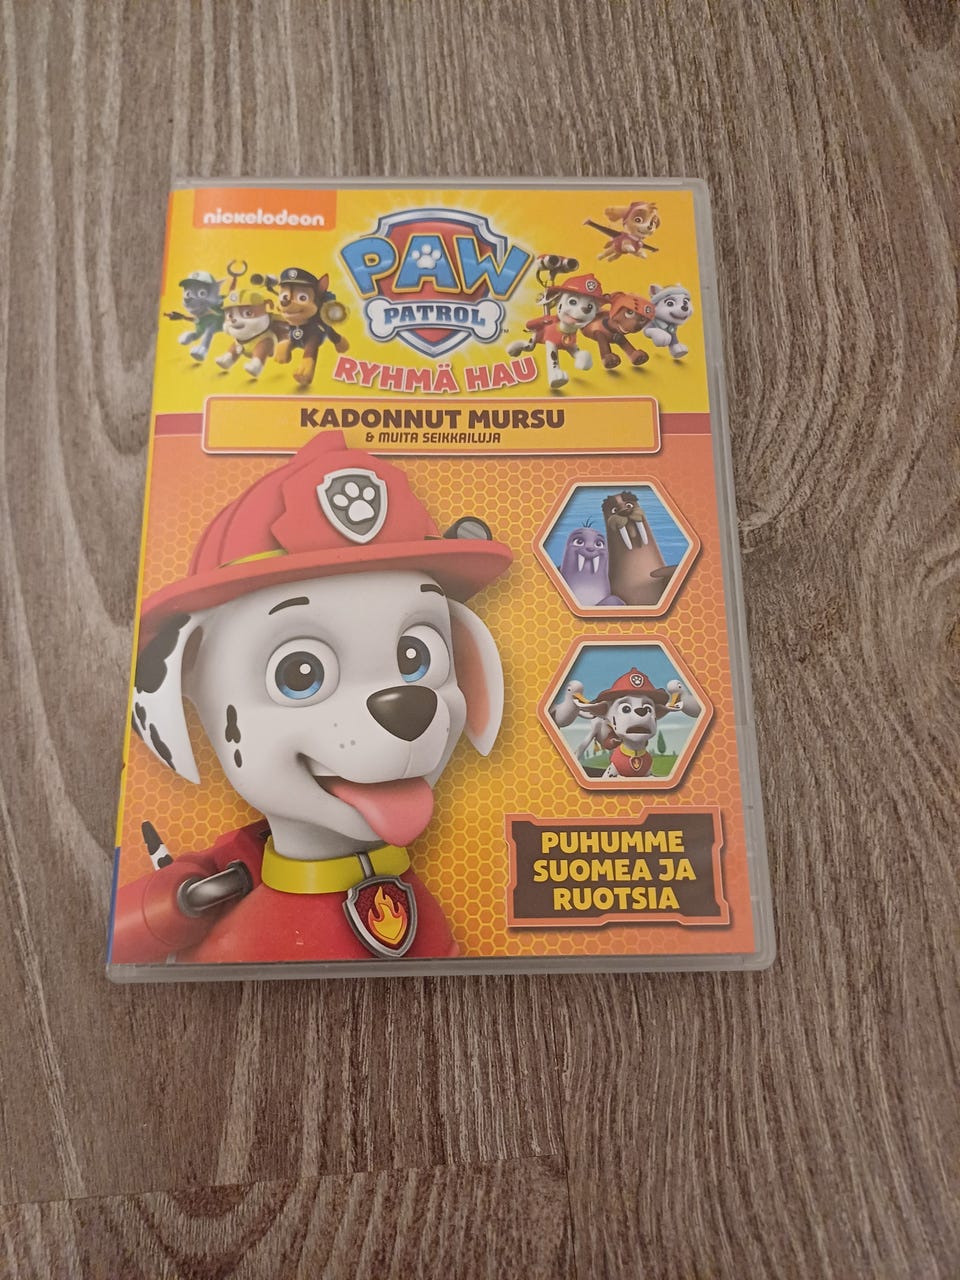 nickelodeon
PAW
PATROL
RYHMÄ HAU
KADONNUT MURSU
& MUITA SEIKKAILUJA
PUHUMME
SUOMEA JA
RUOTSIA